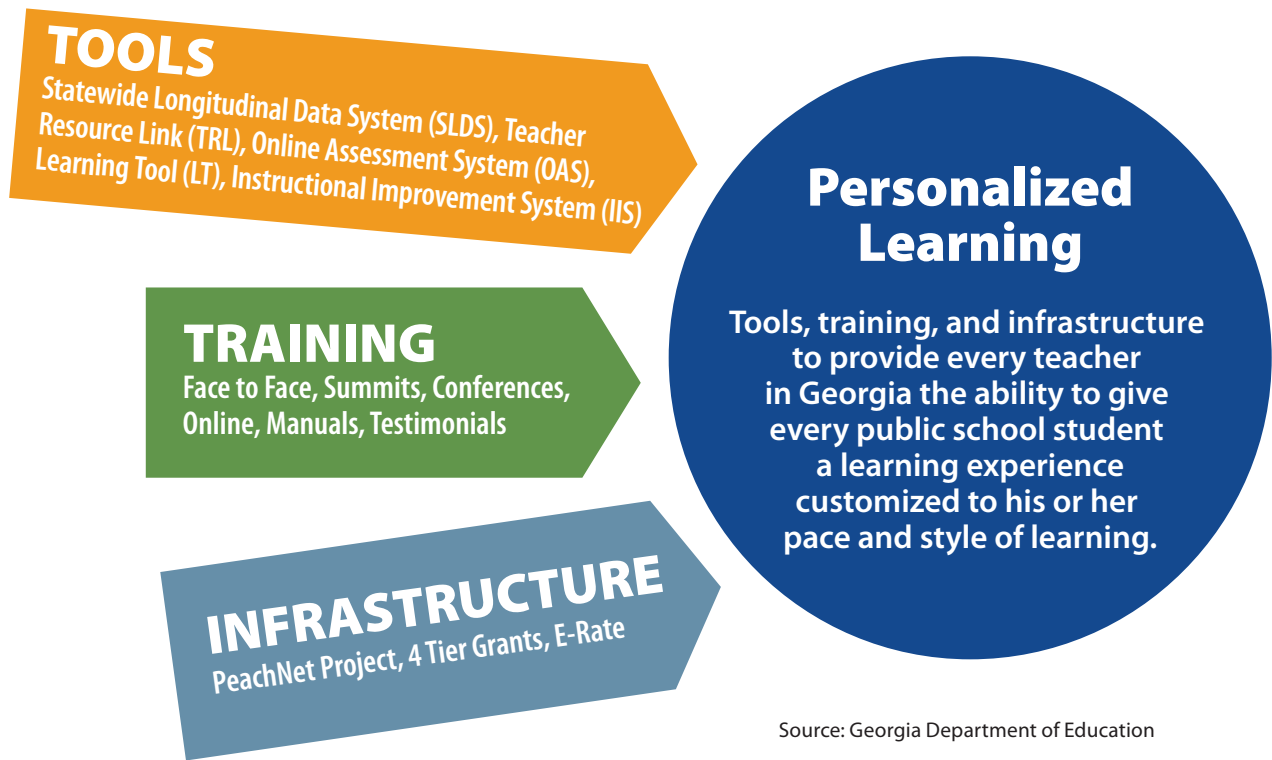 TOOLS
Statewide Longitudinal Data System (SLDS), Teacher
Resource Link (TRL), Online Assessment System (OAS),
Learning Tool (LT), Instructional Improvement System (IIS)
TRAINING
Face to Face, Summits, Conferences,
Online, Manuals, Testimonials
INFRASTRUCTURE
PeachNet Project, 4 Tier Grants, E-Rate
Personalized
Learning
Tools, training, and infrastructure
to provide every teacher
in Georgia the ability to give
every public school student
a learning experience
customized to his or her
pace and style of learning.
Source: Georgia Department of Education